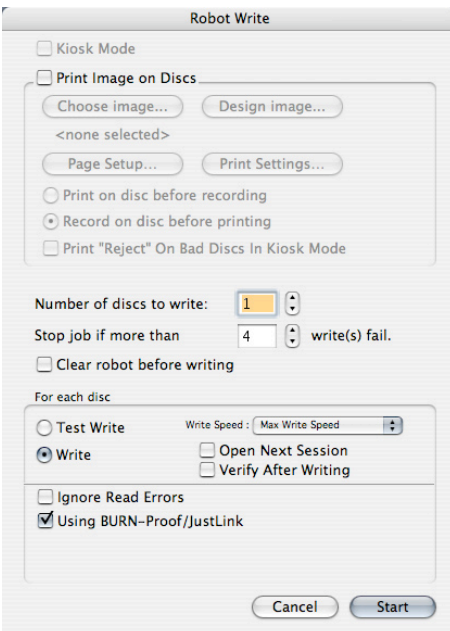 Robot Write
Kiosk Mode
Print Image on Discs
Choose image... Design image...
<none selected>
Page Setup... Print Settings...
Print on disc before recording
Record on disc before printing
Print "Reject" On Bad Discs In Kiosk Mode
Number of discs to write: 1
Stop job if more than 4 write(s) fail.
Clear robot before writing
For each disc
Test Write Write Speed : Max Write Speed
Write Open Next Session
Verify After Writing
Ignore Read Errors
Using BURN-Proof/JustLink
Cancel Start